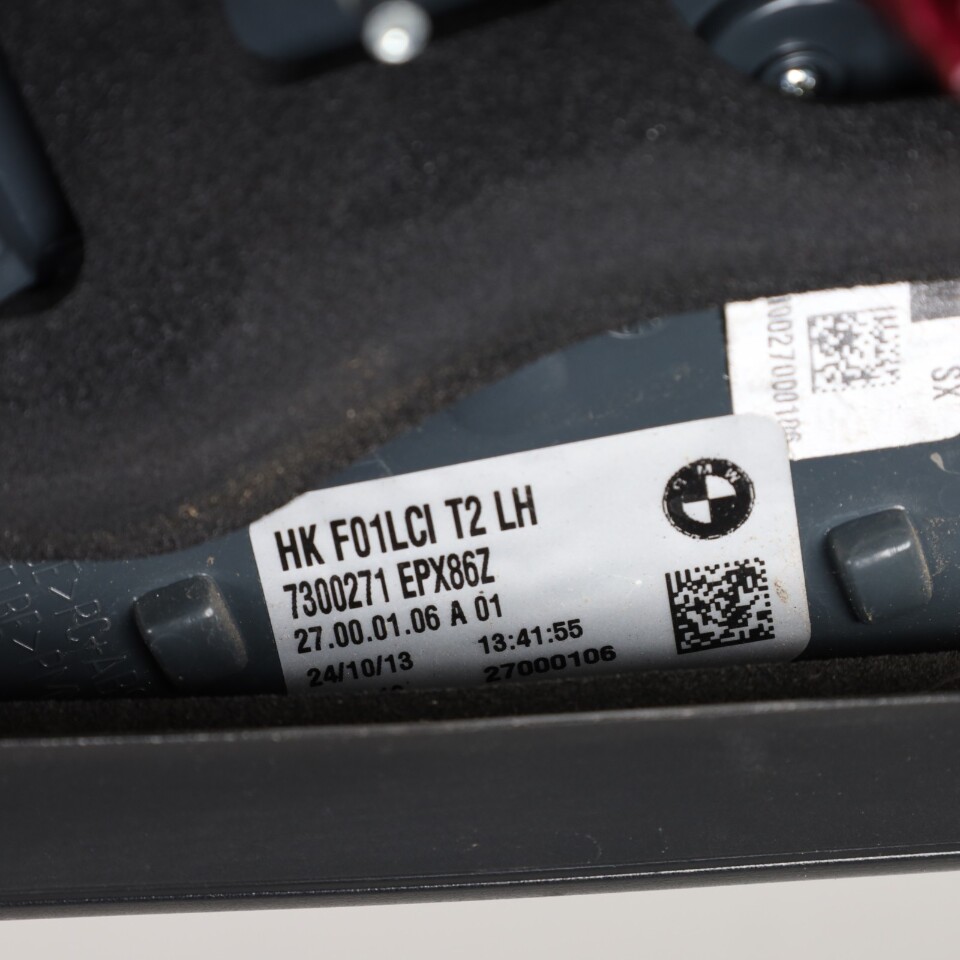 HK F01LCI T2 LH
7300271 EPX86Z
27.00.01.06 A 01
24/10/13 13:41:55
27000106
BMW
SX